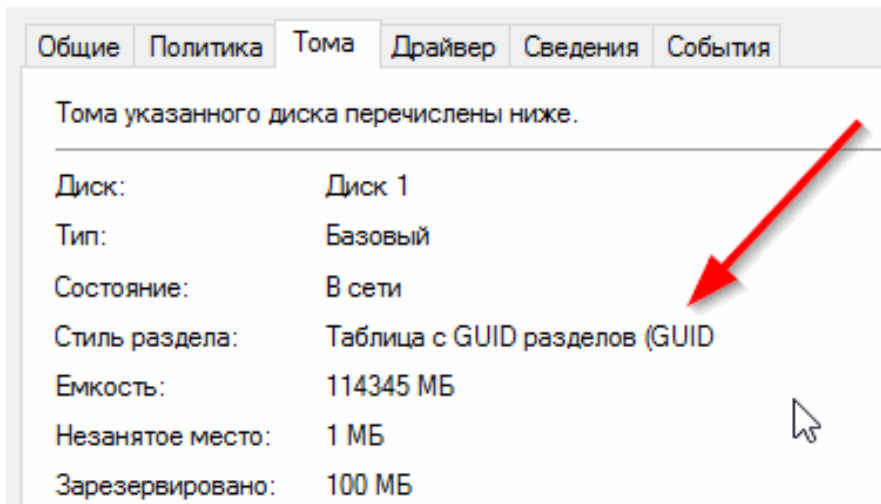 Общие Политика Тома Драйвер Сведения События
Тома указанного диска перечислены ниже.
Диск: Диск 1
Тип: Базовый
Состояние: В сети
Стиль раздела: Таблица с GUID разделов (GUID
Емкость: 114345 МБ
Незанятое место: 1 МБ
Зарезервировано: 100 МБ